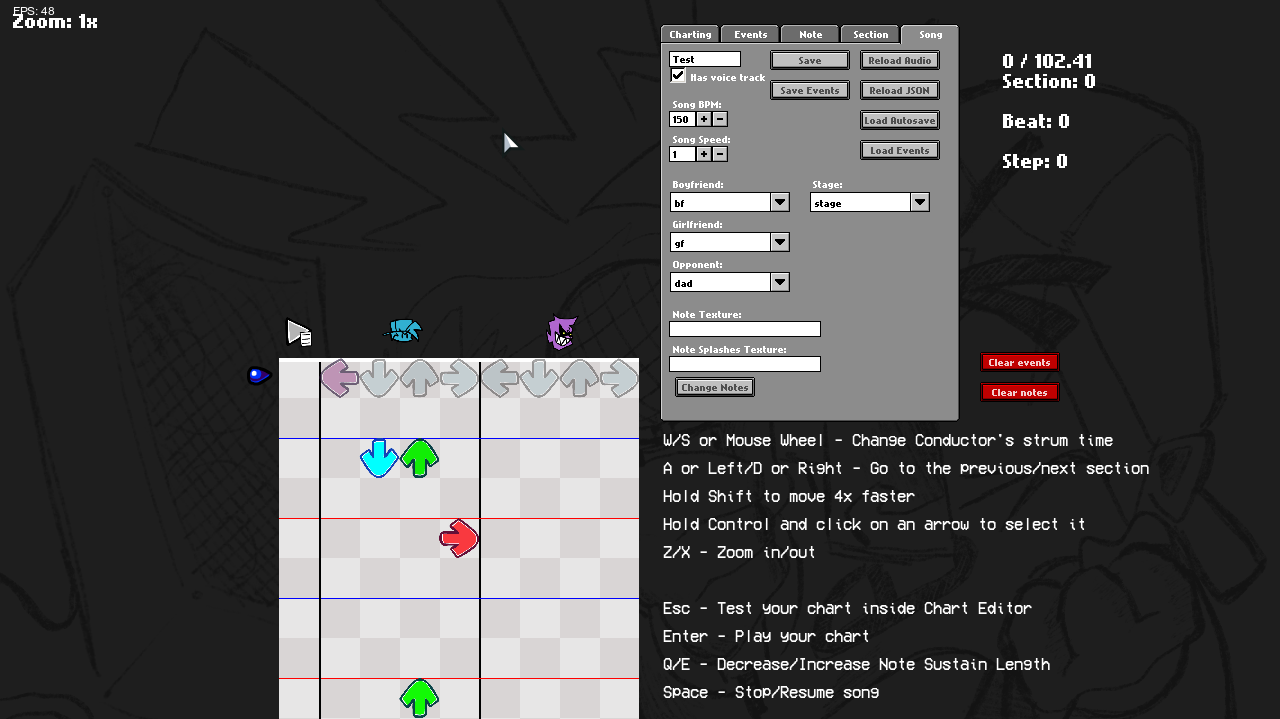 FPS: 48
Zoom: 1x
Charting Events Note Section Song
Test
Save
Reload Audio
Has voice track
Save Events
Reload JSON
Song BPM:
150 + -
Load Autosave
Song Speed:
1 + -
Load Events
Boyfriend:
Stage:
bf
stage
Girlfriend:
gf
Opponent:
dad
Note Texture:
Note Splashes Texture:
Change Notes
0 / 102.41
Section: 0
Beat: 0
Step: 0
Clear events
Clear notes
W/S or Mouse Wheel - Change Conductor's strum time
A or Left/D or Right - Go to the previous/next section
Hold Shift to move 4x faster
Hold Control and click on an arrow to select it
Z/X - Zoom in/out
Esc - Test your chart inside Chart Editor
Enter - Play your chart
Q/E - Decrease/Increase Note Sustain Length
Space - Stop/Resume song